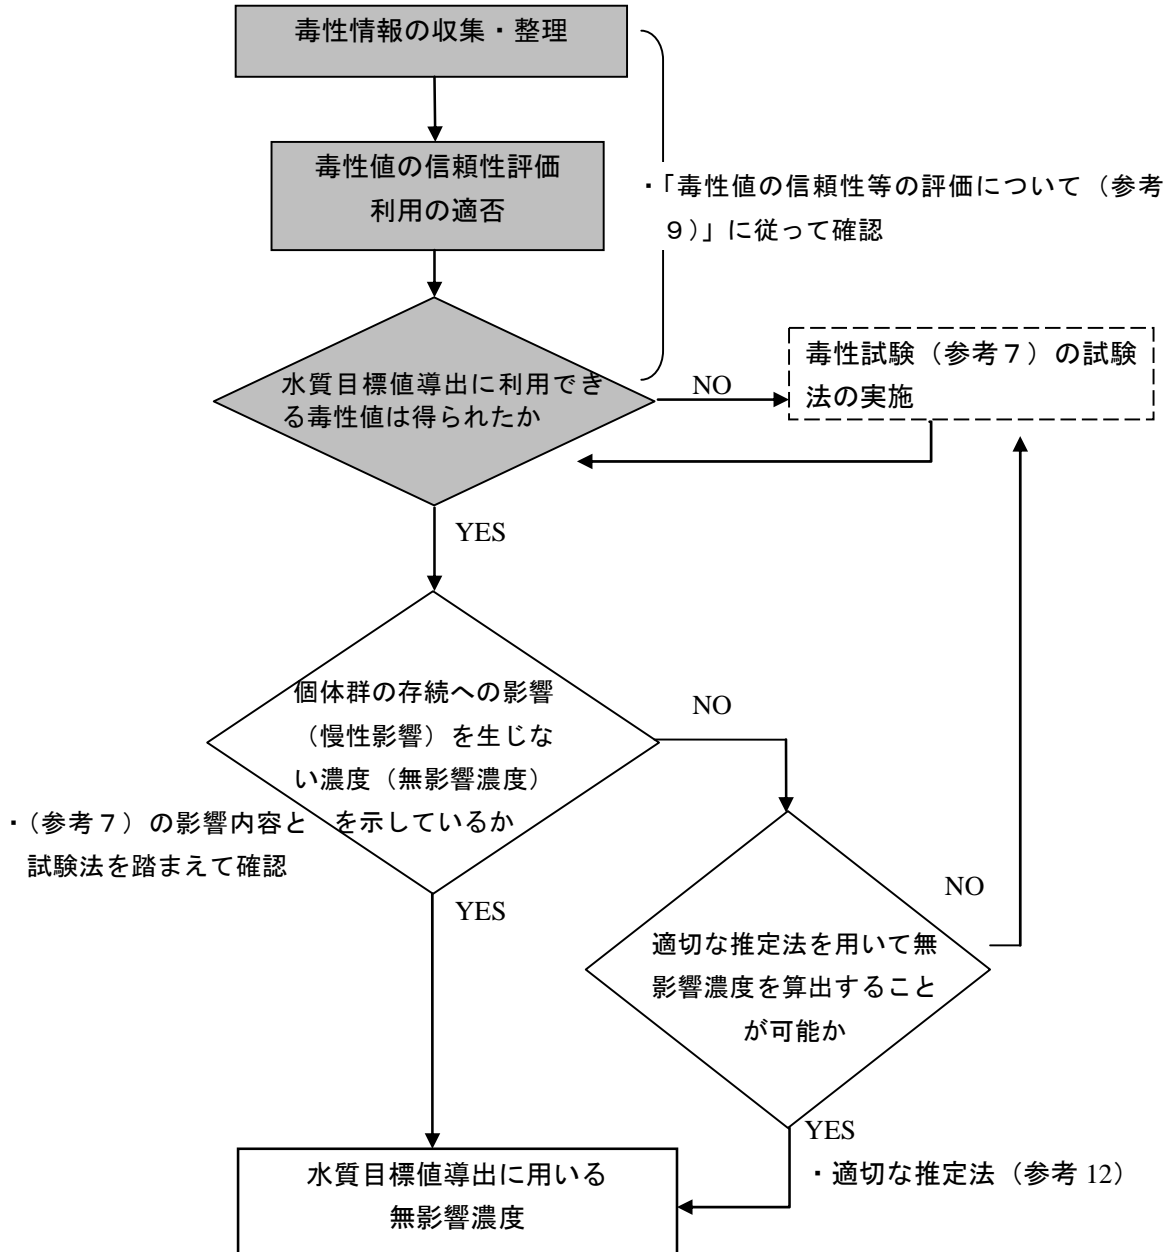 毒性情報の収集・整理
毒性値の信頼性評価
利用の適否
・「毒性値の信頼性等の評価について（参考
９）」に従って確認
水質目標値導出に利用でき
る毒性値は得られたか
NO
毒性試験（参考７）の試験
法の実施
YES
個体群の存続への影響
（慢性影響）を生じな
い濃度（無影響濃度）
を示しているか
NO
・（参考７）の影響内容と
試験法を踏まえて確認
YES
適切な推定法を用いて無
影響濃度を算出すること
が可能か
NO
YES
・適切な推定法（参考 12）
水質目標値導出に用いる
無影響濃度